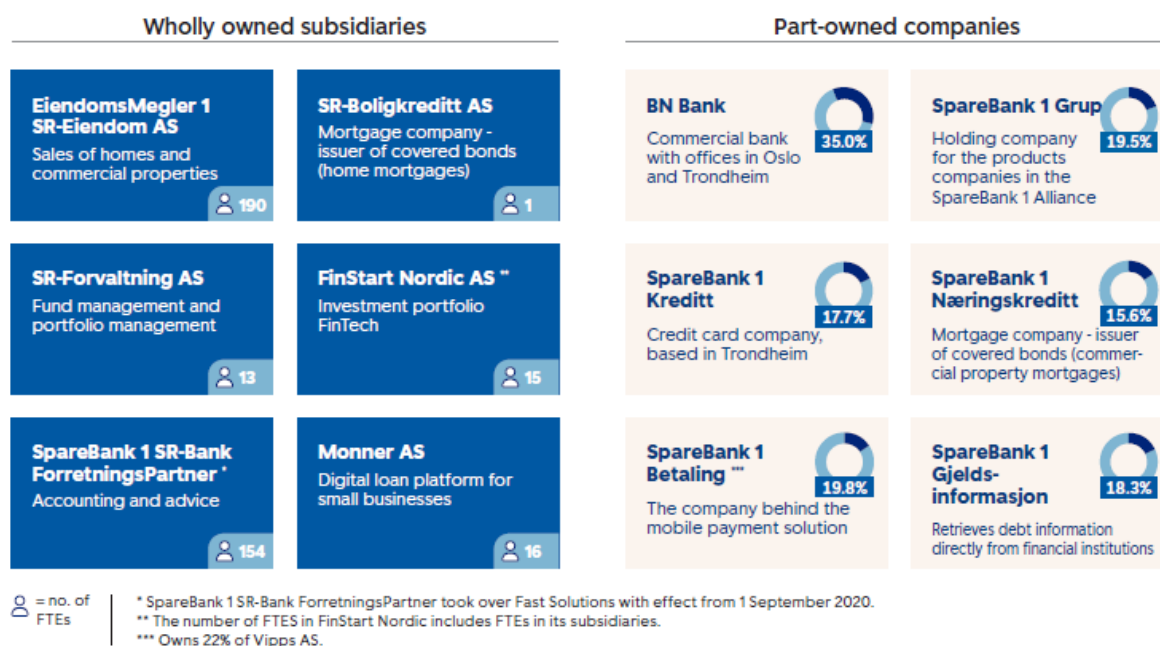 Wholly owned subsidiaries
EiendomsMegler 1
SR-Eiendom AS
Sales of homes and
commercial properties
190
SR-Boligkreditt AS
Mortgage company -
issuer of covered bonds
(home mortgages)
1
SR-Forvaltning AS
Fund management and
portfolio management
13
FinStart Nordic AS **
Investment portfolio
FinTech
15
SpareBank 1 SR-Bank
ForretningsPartner *
Accounting and advice
154
Monner AS
Digital loan platform for
small businesses
16
Part-owned companies
BN Bank
Commercial bank
with offices in Oslo
and Trondheim
35.0%
SpareBank 1 Grup
Holding company
for the products
companies in the
SpareBank 1 Alliance
19.5%
SpareBank 1
Kreditt
Credit card company,
based in Trondheim
17.7%
SpareBank 1
Næringskreditt
Mortgage company - issuer
of covered bonds (commer-
cial property mortgages)
15.6%
SpareBank 1
Betaling ***
The company behind the
mobile payment solution
19.8%
SpareBank 1
Gjelds-
informasjon
Retrieves debt information
directly from financial institutions
18.3%
= no. of
FTEs
* SpareBank 1 SR-Bank ForretningsPartner took over Fast Solutions with effect from 1 September 2020.
** The number of FTES in FinStart Nordic includes FTEs in its subsidiaries.
*** Owns 22% of Vipps AS.